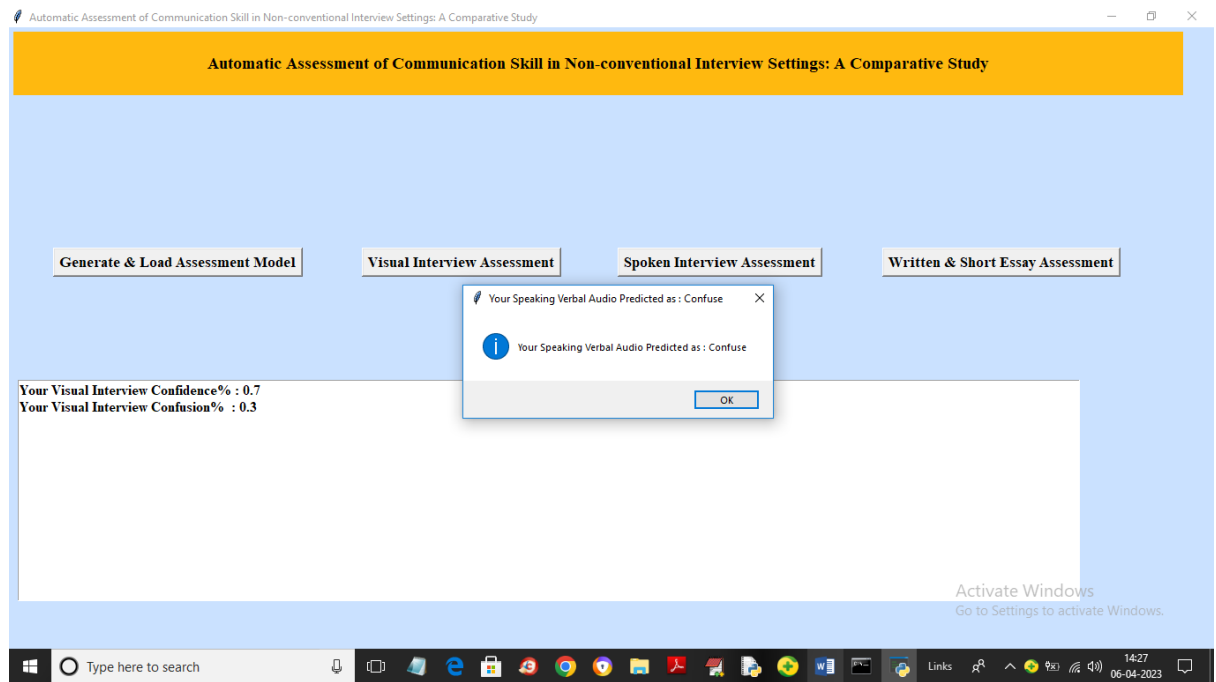 Automatic Assessment of Communication Skill in Non-conventional Interview Settings: A Comparative Study
Automatic Assessment of Communication Skill in Non-conventional Interview Settings: A Comparative Study
Generate & Load Assessment Model
Visual Interview Assessment
Spoken Interview Assessment
Written & Short Essay Assessment
Your Speaking Verbal Audio Predicted as : Confuse
Your Speaking Verbal Audio Predicted as : Confuse
OK
Your Visual Interview Confidence% : 0.7
Your Visual Interview Confusion% : 0.3
Activate Windows
Go to Settings to activate Windows.
Type here to search
Links
14:27
06-04-2023